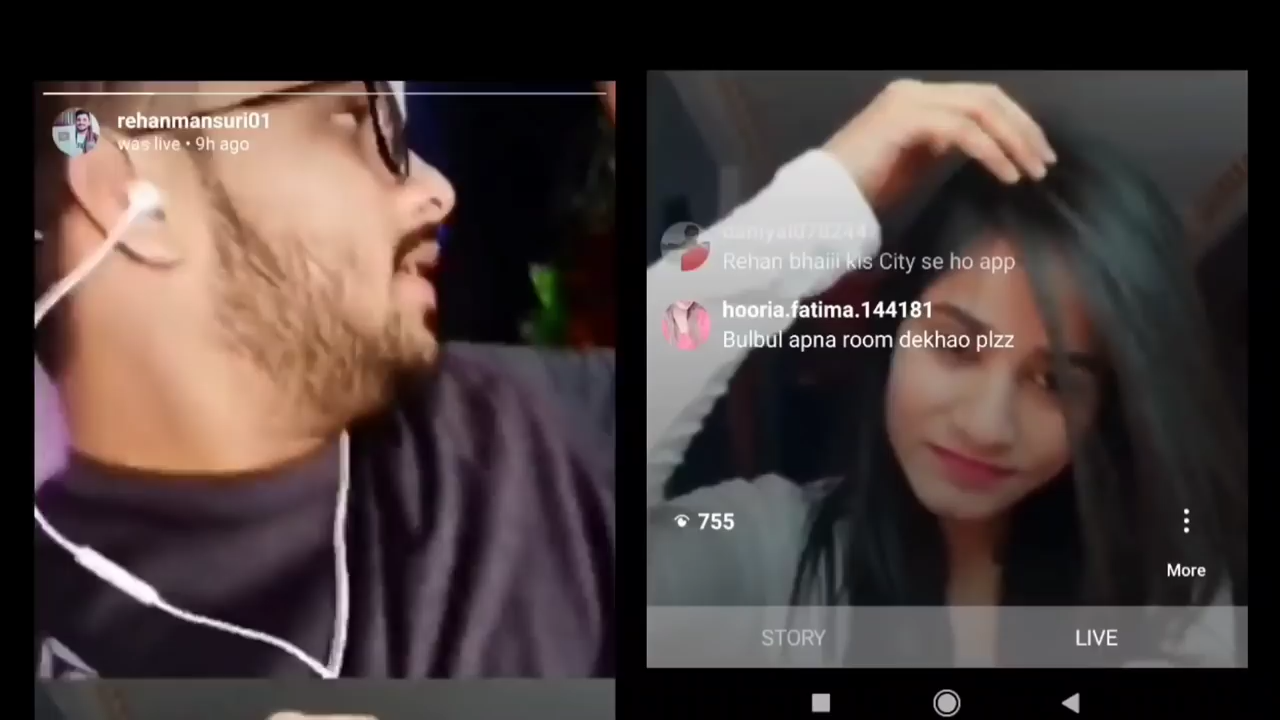 rehanmansuri01
was live • 9h ago
Rehan bhaiii kis City se ho app
hooria.fatima.144181
Bulbul apna room dekhao plzz
755
More
STORY
LIVE